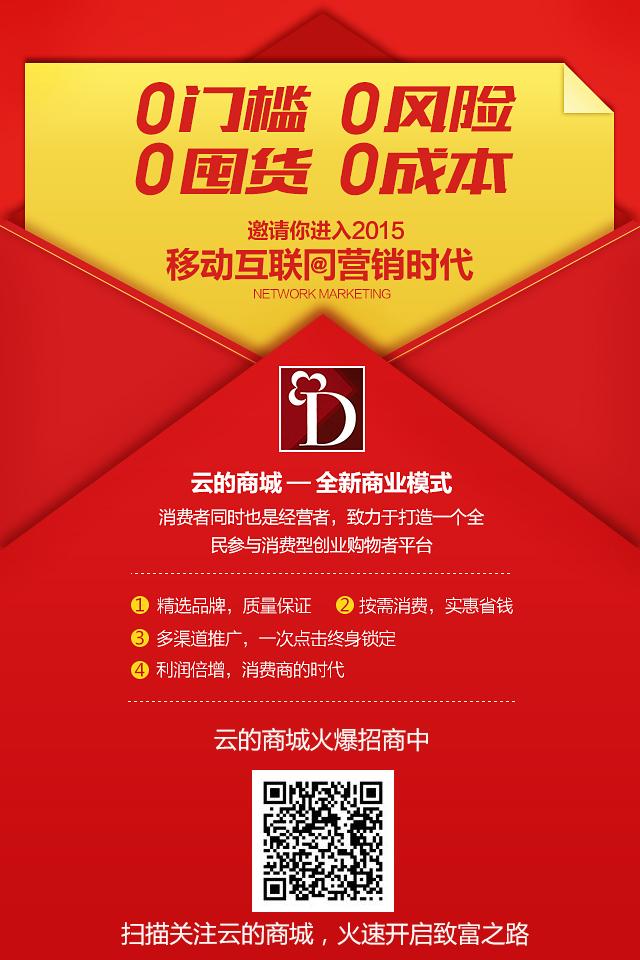 0门槛 0风险
0囤货 0成本
邀请你进入2015
移动互联网营销时代
NETWORK MARKETING
D
云的商城 — 全新商业模式
消费者同时也是经营者，致力于打造一个全
民参与消费型创业购物者平台
1 精选品牌，质量保证 2 按需消费，实惠省钱
3 多渠道推广，一次点击终身锁定
4 利润倍增，消费商的时代
云的商城火爆招商中
扫描关注云的商城，火速开启致富之路